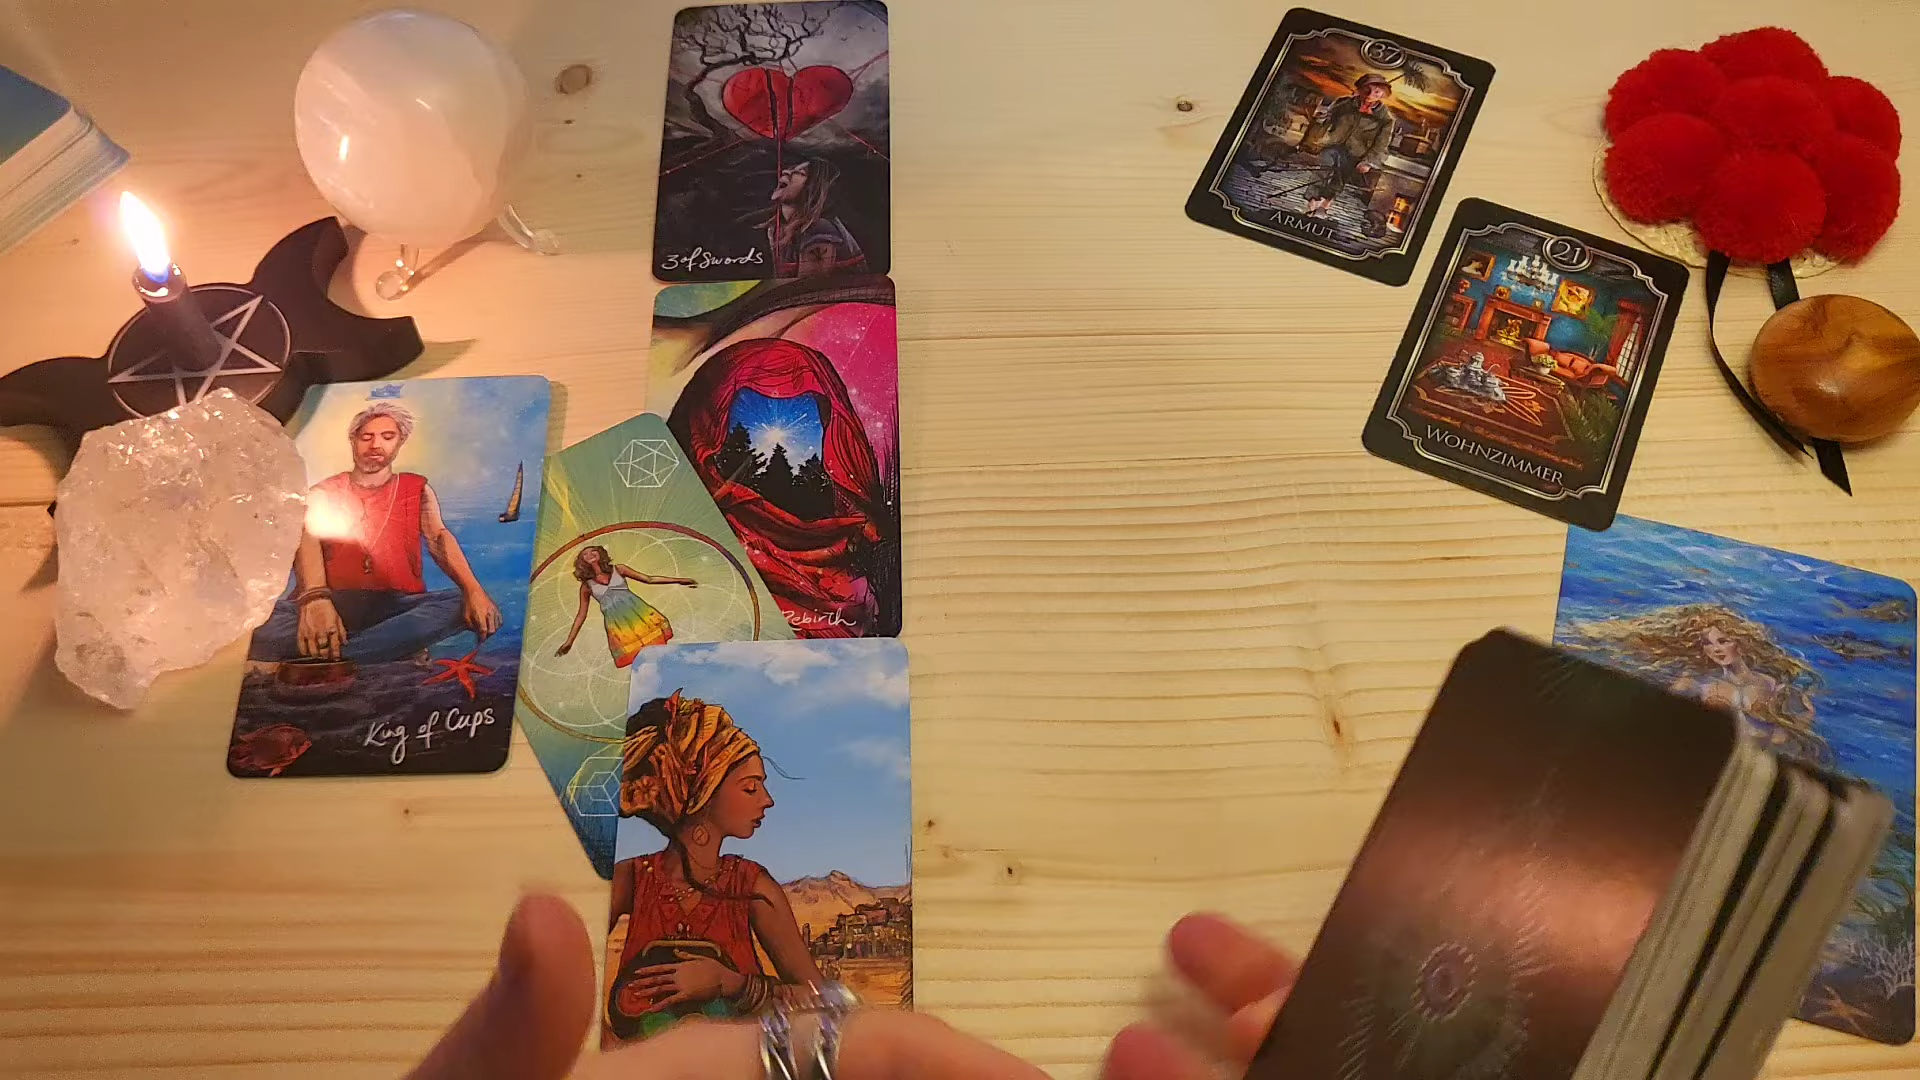 3 of Swords
37
ARMUT
21
WOHNZIMMER
Rebirth
King of Cups